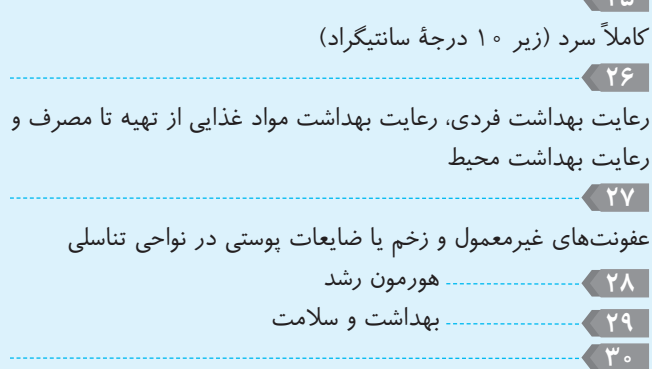 ۲۵
کاملاً سرد (زیر ۱۰ درجهٔ سانتیگراد)
۲۶
رعایت بهداشت فردی، رعایت بهداشت مواد غذایی از تهیه تا مصرف و
رعایت بهداشت محیط
۲۷
عفونت‌های غیرمعمول و زخم یا ضایعات پوستی در نواحی تناسلی
۲۸ هورمون رشد
۲۹ بهداشت و سلامت
۳۰